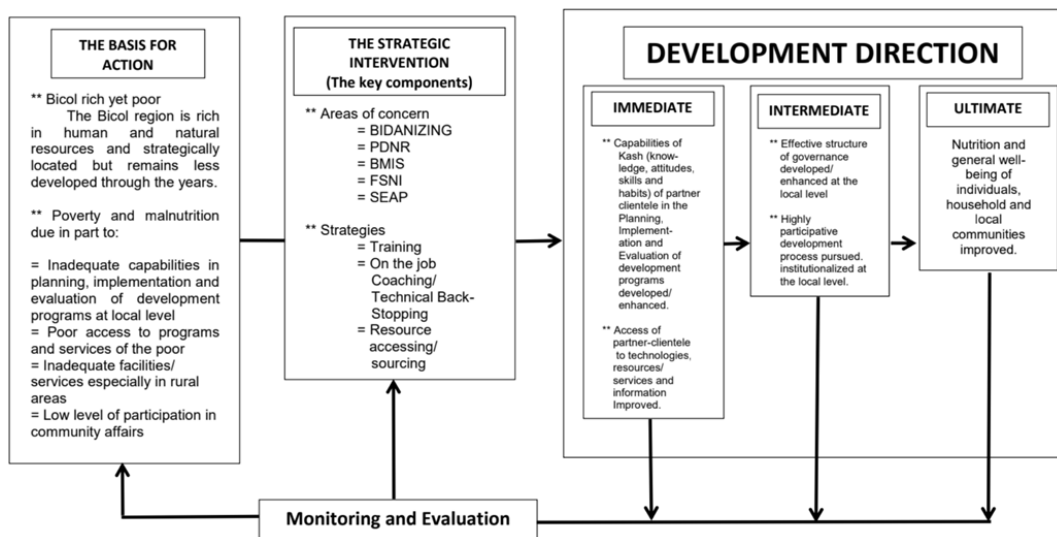 THE BASIS FOR
ACTION
** Bicol rich yet poor
The Bicol region is rich
in human and natural
resources and strategically
located but remains less
developed through the years.
** Poverty and malnutrition
due in part to:
= Inadequate capabilities in
planning, implementation and
evaluation of development
programs at local level
= Poor access to programs
and services of the poor
= Inadequate facilities/
services especially in rural
areas
= Low level of participation in
community affairs
THE STRATEGIC
INTERVENTION
(The key components)
** Areas of concern
= BIDANIZING
= PDNR
= BMIS
= FSNI
= SEAP
** Strategies
= Training
= On the job
Coaching/
Technical Back-
Stopping
= Resource
accessing/
sourcing
DEVELOPMENT DIRECTION
IMMEDIATE
** Capabilities of
Kash (know-
ledge, attitudes,
skills and
habits) of partner
clientele in the
Planning,
Implement-
ation and
Evaluation of
development
programs
developed/
enhanced.
** Access of
partner-clientele
to technologies,
resources/
services and
information
Improved.
INTERMEDIATE
** Effective structure
of governance
developed/
enhanced at the
local level
** Highly
participative
development
process pursued.
institutionalized at
the local level.
ULTIMATE
Nutrition and
general well-
being of
individuals,
household and
local
communities
improved.
Monitoring and Evaluation